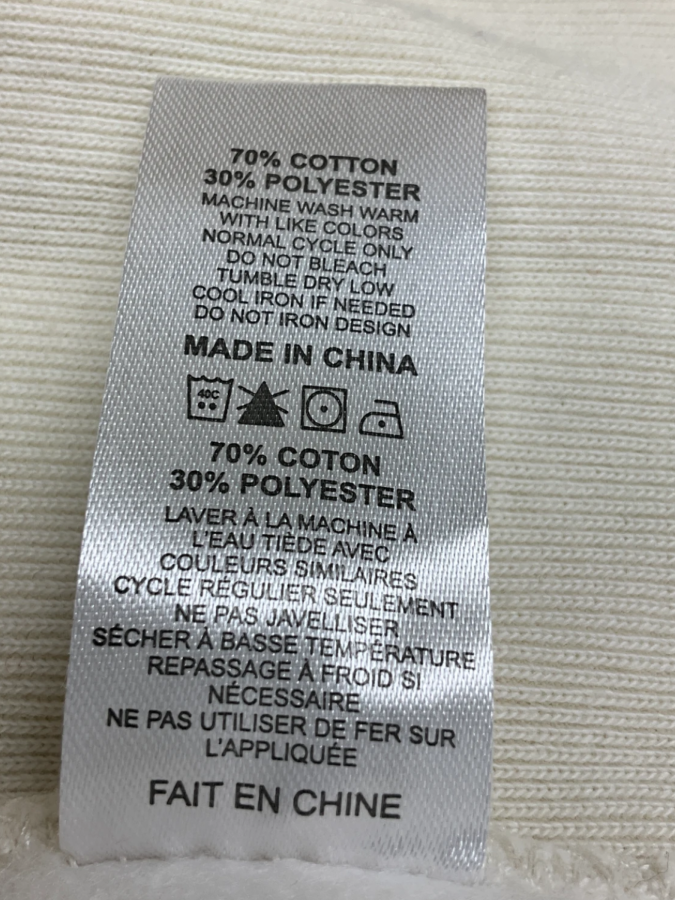 70% COTTON
30% POLYESTER
MACHINE WASH WARM
WITH LIKE COLORS
NORMAL CYCLE ONLY
DO NOT BLEACH
TUMBLE DRY LOW
COOL IRON IF NEEDED
DO NOT IRON DESIGN
MADE IN CHINA
40C
70% COTON
30% POLYESTER
LAVER À LA MACHINE À
L'EAU TIÈDE AVEC
COULEURS SIMILAIRES
CYCLE RÉGULIER SEULEMENT
NE PAS JAVELLISER
SÉCHER À BASSE TEMPÉRATURE
REPASSAGE À FROID SI
NÉCESSAIRE
NE PAS UTILISER DE FER SUR
L'APPLIQUÉE
FAIT EN CHINE